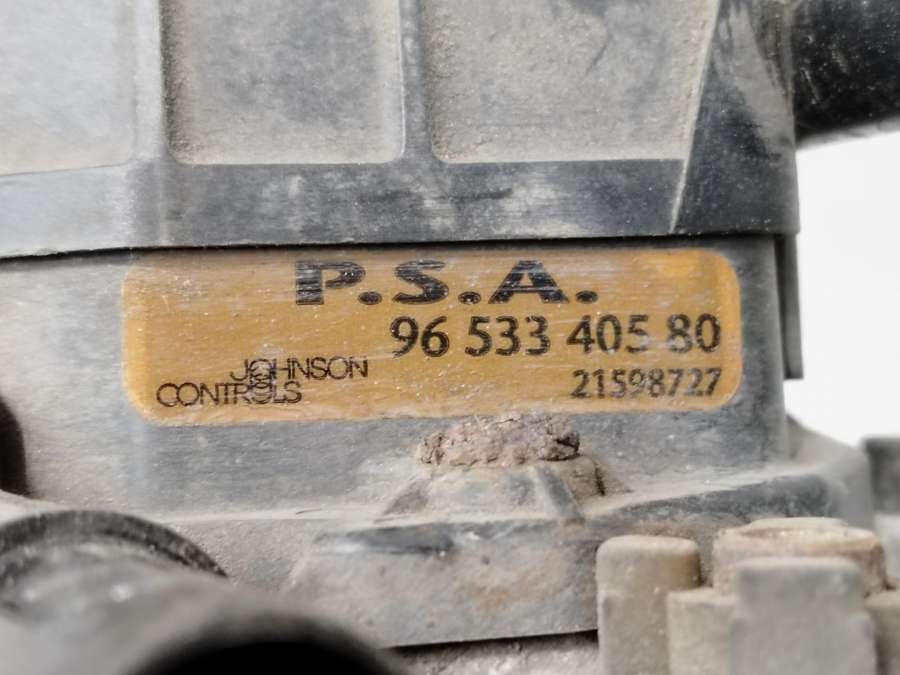 P.S.A.
96 533 405 80
JOHNSON
CONTROLS
21598727